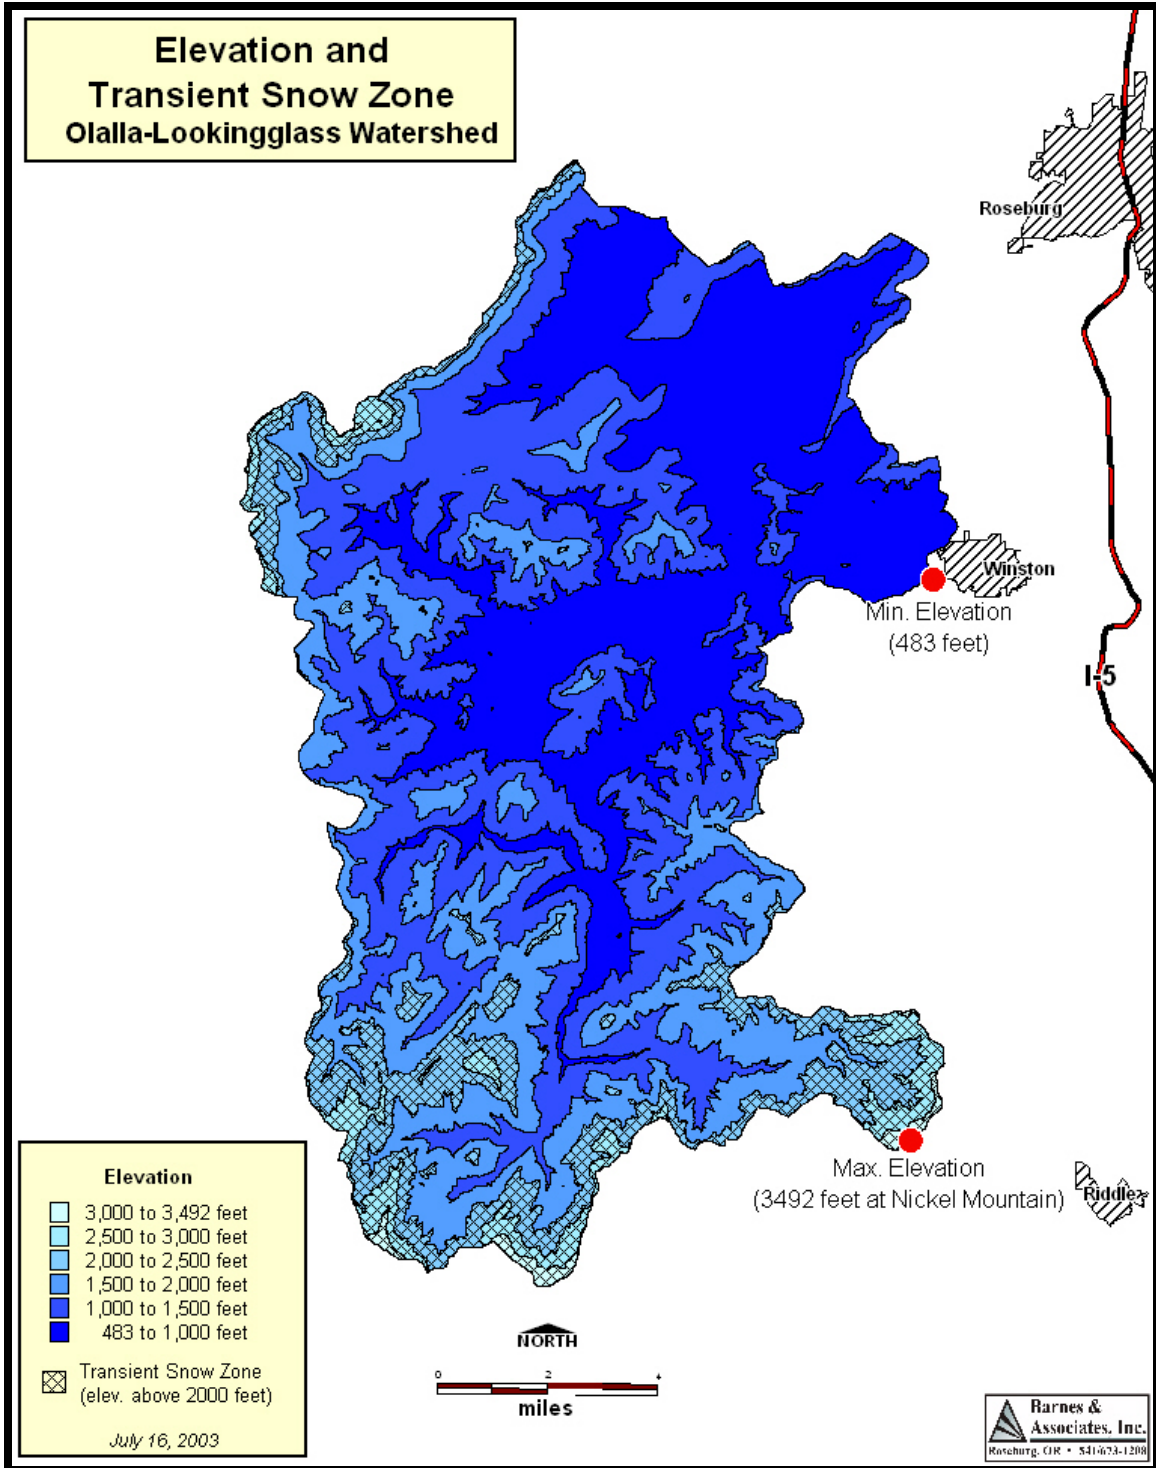 Elevation and
Transient Snow Zone
Olalla-Lookingglass Watershed
Roseburg
Winston
Min. Elevation
(483 feet)
I-5
Max. Elevation
(3492 feet at Nickel Mountain)
Riddle
Elevation
3,000 to 3,492 feet
2,500 to 3,000 feet
2,000 to 2,500 feet
1,500 to 2,000 feet
1,000 to 1,500 feet
483 to 1,000 feet
Transient Snow Zone
(elev. above 2000 feet)
July 16, 2003
NORTH
0 2 4
miles
Barnes &
Associates, Inc.
Roseburg, OR • 541/673-1208